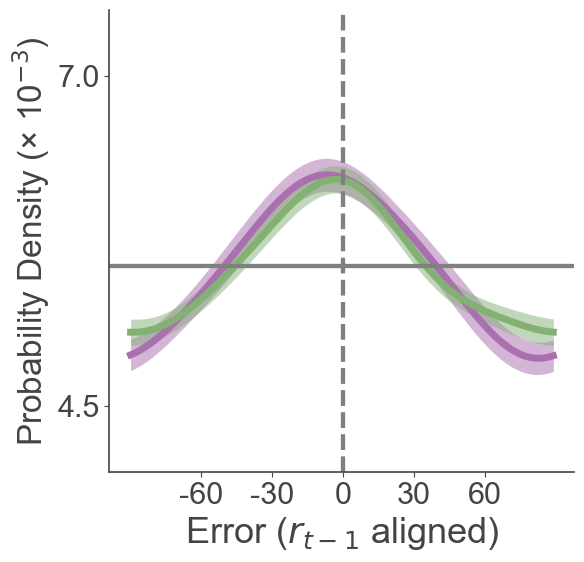 Probability Density (× 10⁻³)
7.0
4.5
-60 -30 0 30 60
Error (rₜ₋₁ aligned)